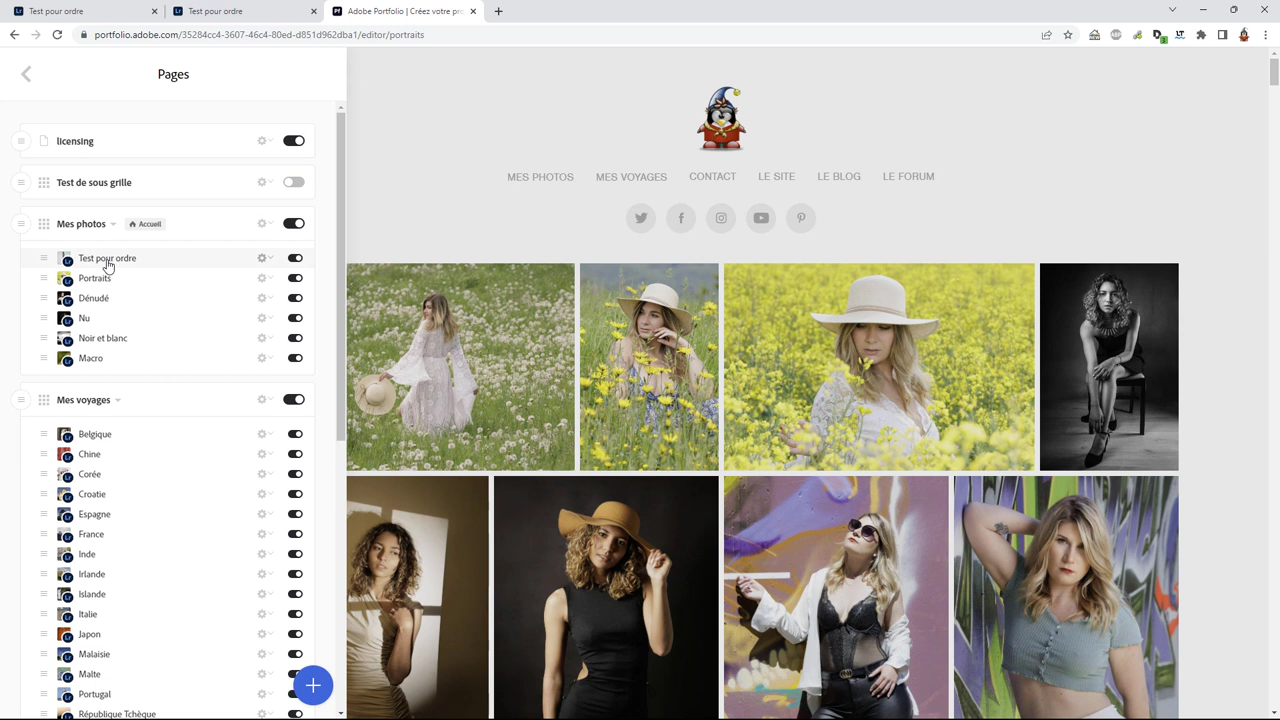 Test pour ordre
Test pour ordre
Adobe Portfolio | Créez votre pro
portfolio.adobe.com/35284cc4-3607-46c4-80ed-d851d962dba1/editor/portraits
Pages
licensing
Test de sous grille
Mes photos
Accueil
Test pour ordre
Portraits
Dénudé
Nu
Noir et blanc
Macro
Mes voyages
Belgique
Chine
Corée
Croatie
Espagne
France
Inde
Irlande
Islande
Italie
Japon
Malaisie
Malte
Portugal
République Tchèque
MES PHOTOS MES VOYAGES CONTACT LE SITE LE BLOG LE FORUM